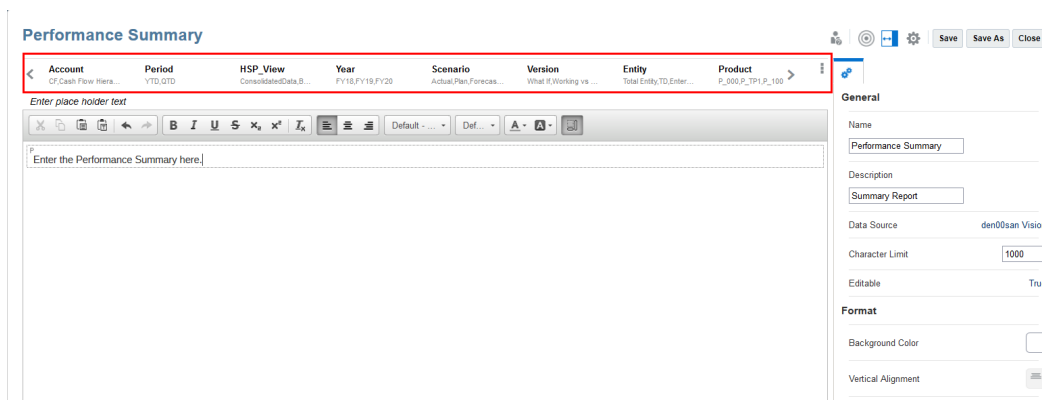 Performance Summary
Save Save As Close
Account Period HSP_View Year Scenario Version Entity Product
CF,Cash Flow Hiera... YTD,QTD ConsolidatedData,B... FY18,FY19,FY20 Actual,Plan,Forecas... What If,Working vs ... Total Entity,TD,Enter... P_000,P_TP1,P_100
Enter place holder text
B I U S x₂ x² Tx Default - ... Def... A A
P
Enter the Performance Summary here.
General
Name
Performance Summary
Description
Summary Report
Data Source den00san Visio
Character Limit 1000
Editable Tru
Format
Background Color
Vertical Alignment